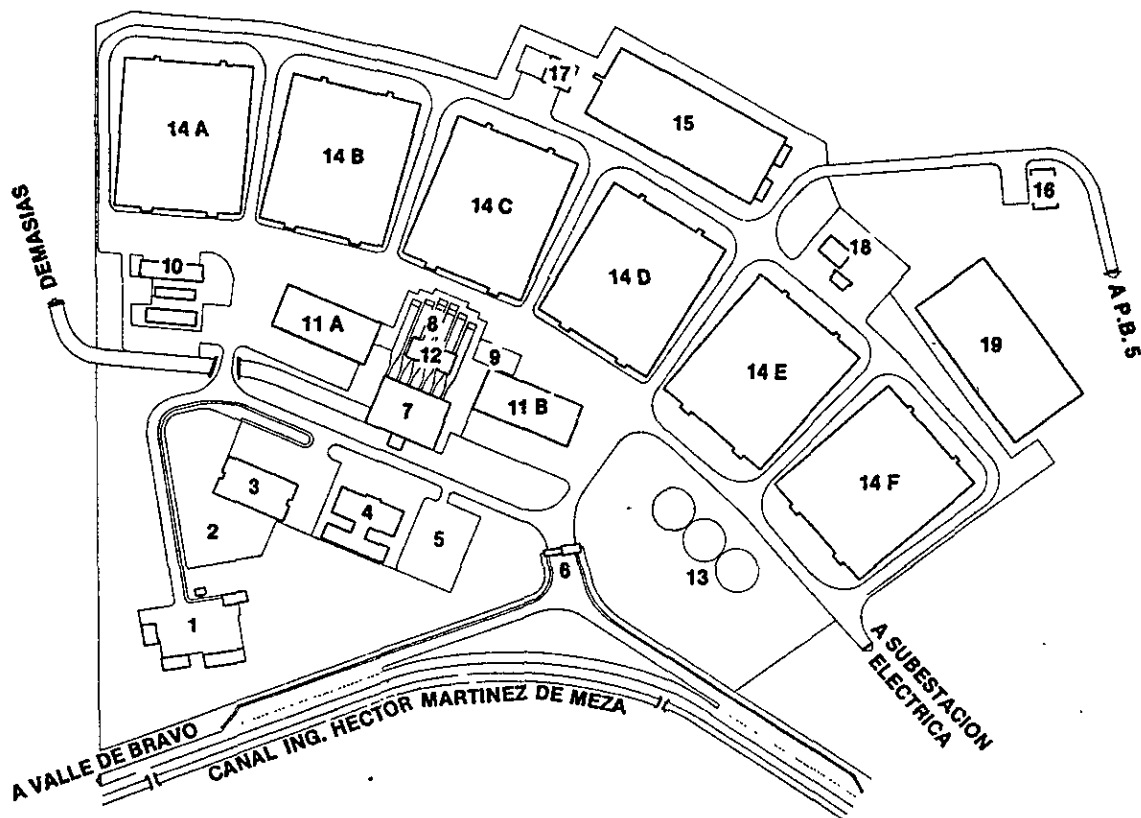 17
15
14 A
14 B
14 C
16
18
DEMASIAS
10
14 D
A P.B. 5
11 A
8
12
9
19
14 E
7
11 B
3
4
14 F
2
5
6
13
1
A SUBESTACION
ELECTRICA
CANAL ING. HECTOR MARTINEZ DE MEZA
A VALLE DE BRAVO